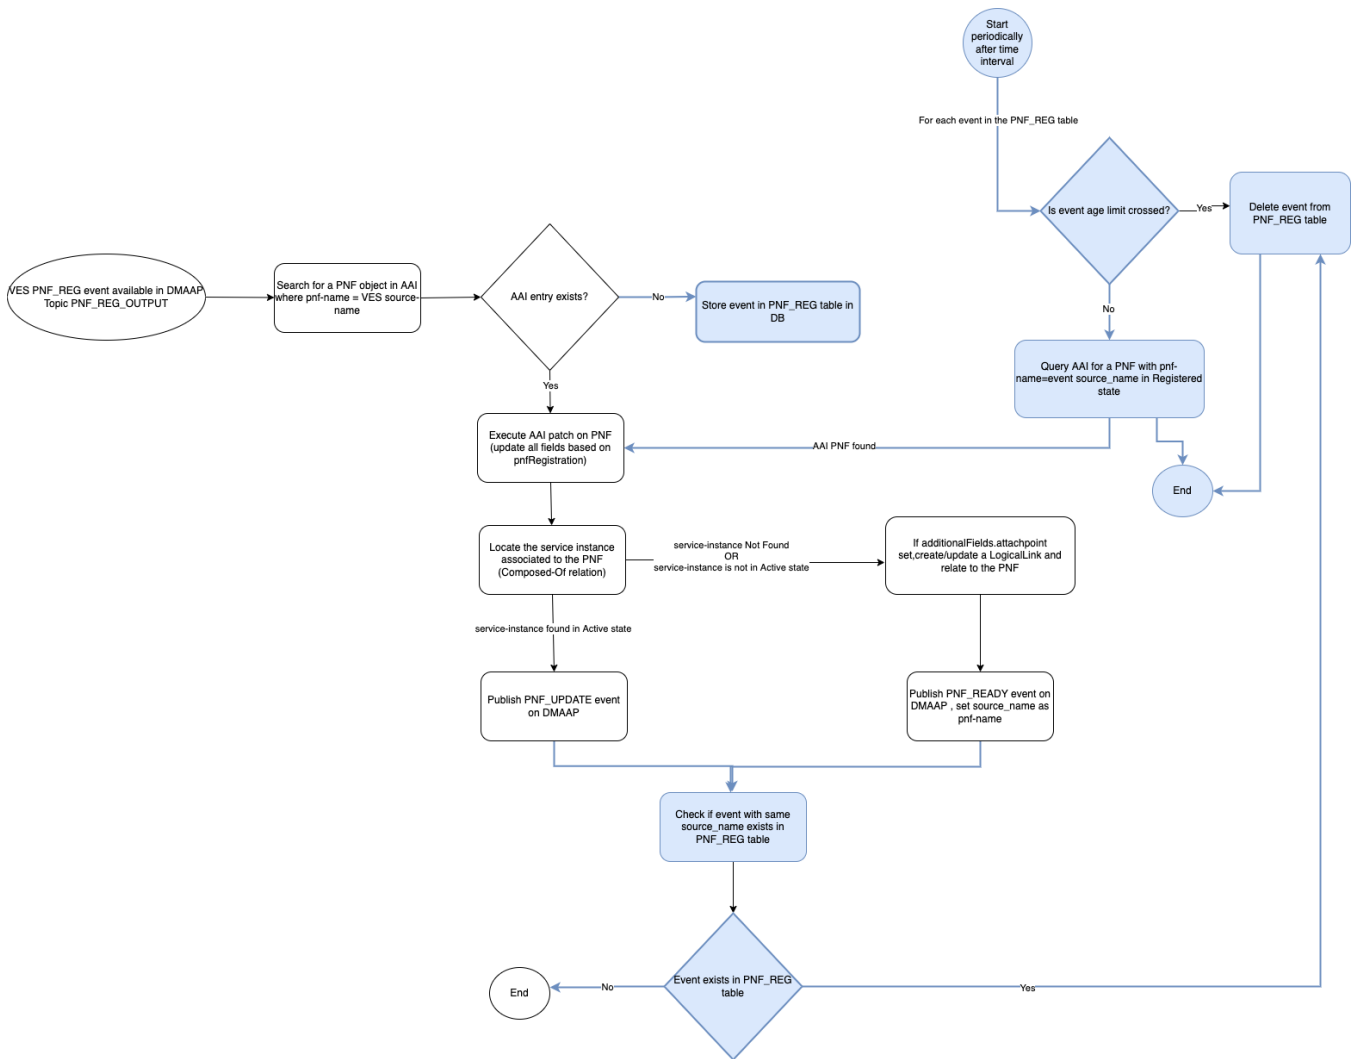 Start
periodically
after time
interval
For each event in the PNF_REG table
Is event age limit crossed?
Yes
Delete event from
PNF_REG table
VES PNF_REG event available in DMAAP
Topic PNF_REG_OUTPUT
Search for a PNF object in AAI
where pnf-name = VES source-
name
AAI entry exists?
No
Store event in PNF_REG table in
DB
No
Query AAI for a PNF with pnf-
name=event source_name in Registered
state
Yes
Execute AAI patch on PNF
(update all fields based on
pnfRegistration)
AAI PNF found
End
Locate the service instance
associated to the PNF
(Composed-Of relation)
service-instance Not Found
OR
service-instance is not in Active state
If additionalFields.attachpoint
set,create/update a LogicalLink and
relate to the PNF
service-instance found in Active state
Publish PNF_UPDATE event
on DMAAP
Publish PNF_READY event on
DMAAP , set source_name as
pnf-name
Check if event with same
source_name exists in
PNF_REG table
Event exists in PNF_REG
table
No
End
Yes